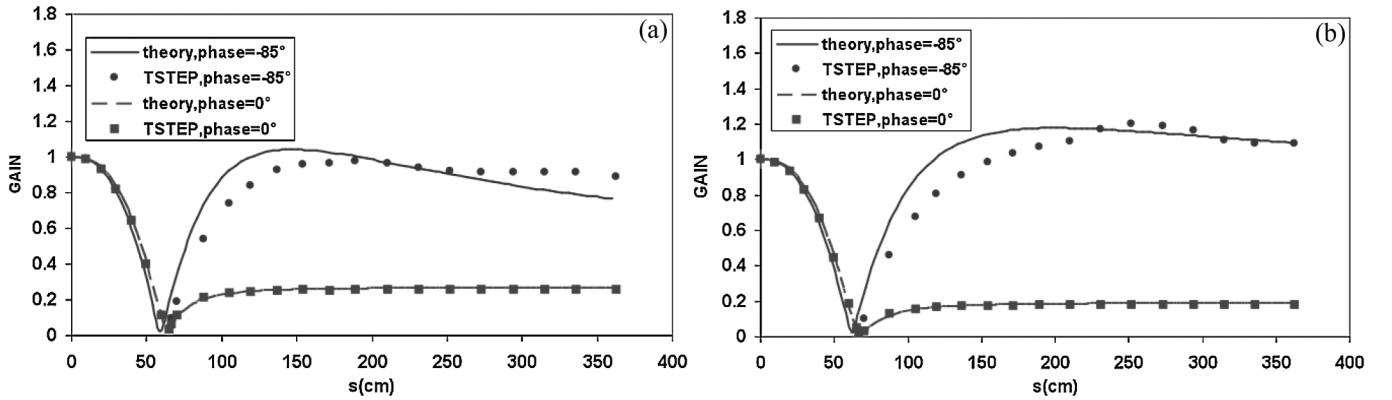 (a)
1.8
1.6
1.4
1.2
1
0.8
0.6
0.4
0.2
0
GAIN
theory,phase=-85°
TSTEP,phase=-85°
theory,phase=0°
TSTEP,phase=0°
0 50 100 150 200 250 300 350 400
s(cm)
(b)
1.8
1.6
1.4
1.2
1
0.8
0.6
0.4
0.2
0
GAIN
theory,phase=-85°
TSTEP,phase=-85°
theory,phase=0°
TSTEP,phase=0°
0 50 100 150 200 250 300 350 400
s(cm)